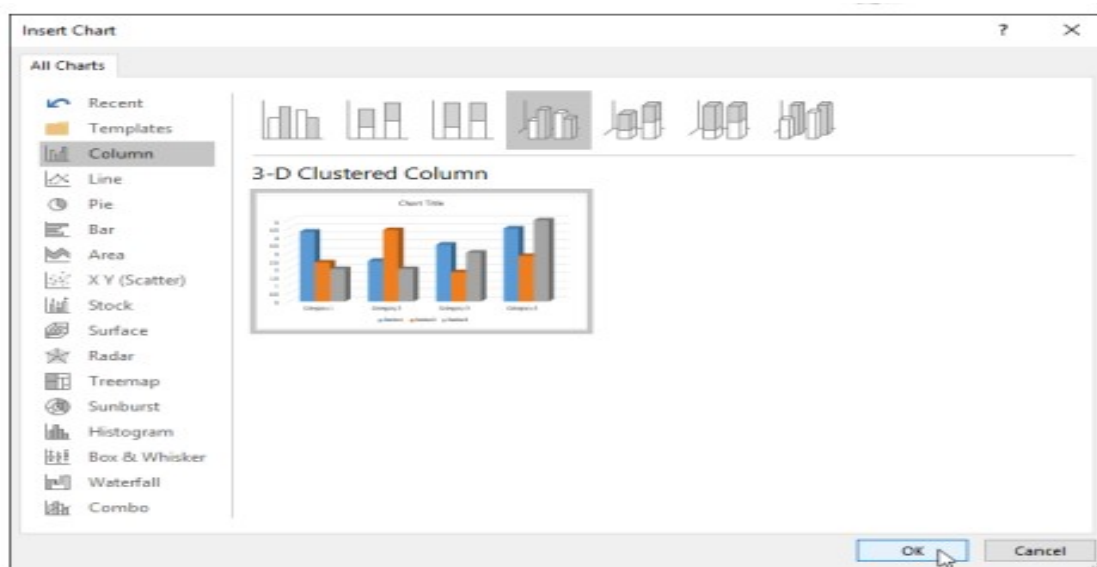 Insert Chart
?
All Charts
Recent
Templates
Column
Line
Pie
Bar
Area
X Y (Scatter)
Stock
Surface
Radar
Treemap
Sunburst
Histogram
Box & Whisker
Waterfall
Combo
3-D Clustered Column
Chart Title
OK
Cancel